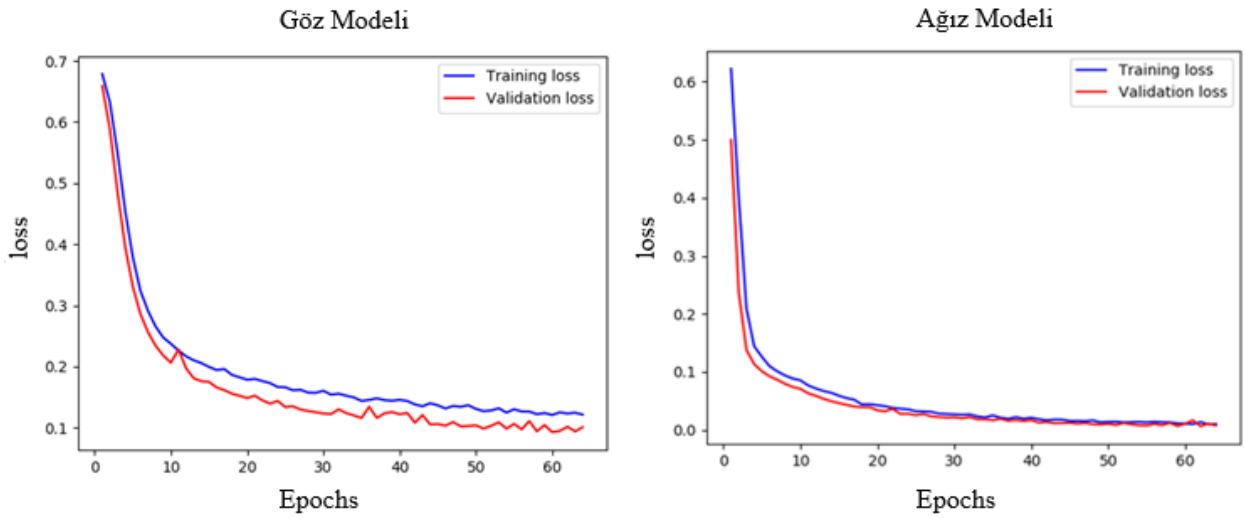 Göz Modeli
0.7
0.6
0.5
0.4
0.3
0.2
0.1
loss
Training loss
Validation loss
0 10 20 30 40 50 60
Epochs
Ağız Modeli
0.6
0.5
0.4
0.3
0.2
0.1
0.0
loss
Training loss
Validation loss
0 10 20 30 40 50 60
Epochs